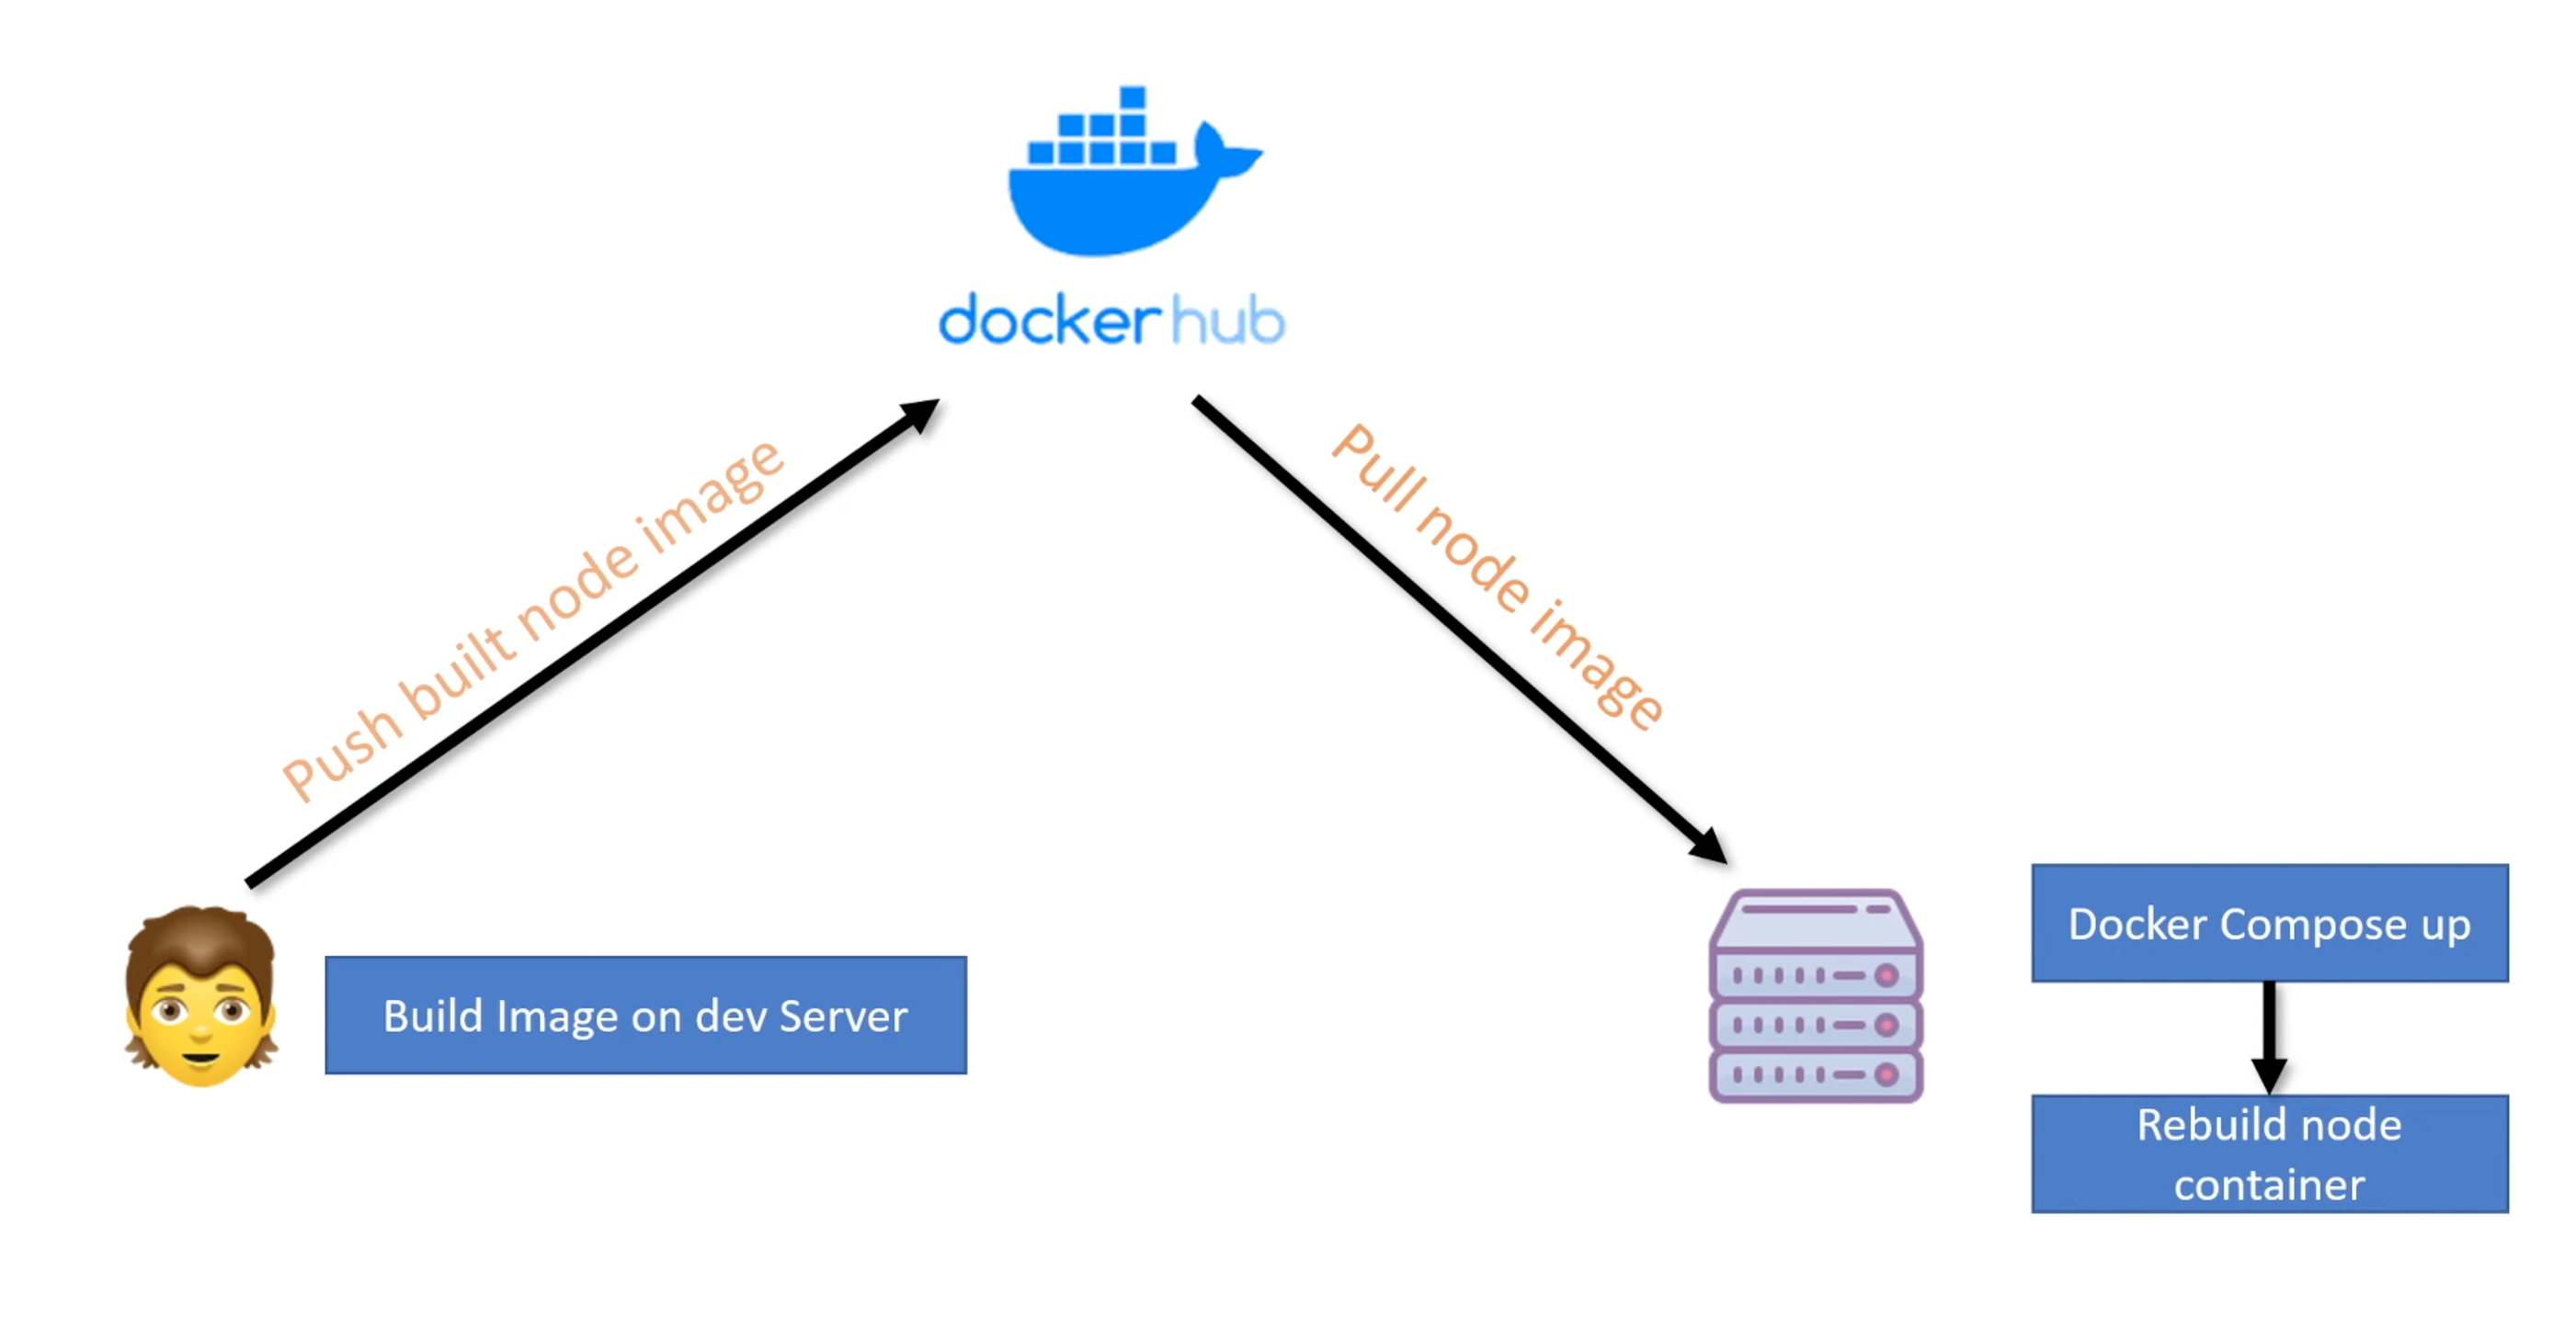 docker hub
Push built node image
Pull node image
Build Image on dev Server
Docker Compose up
Rebuild node
container